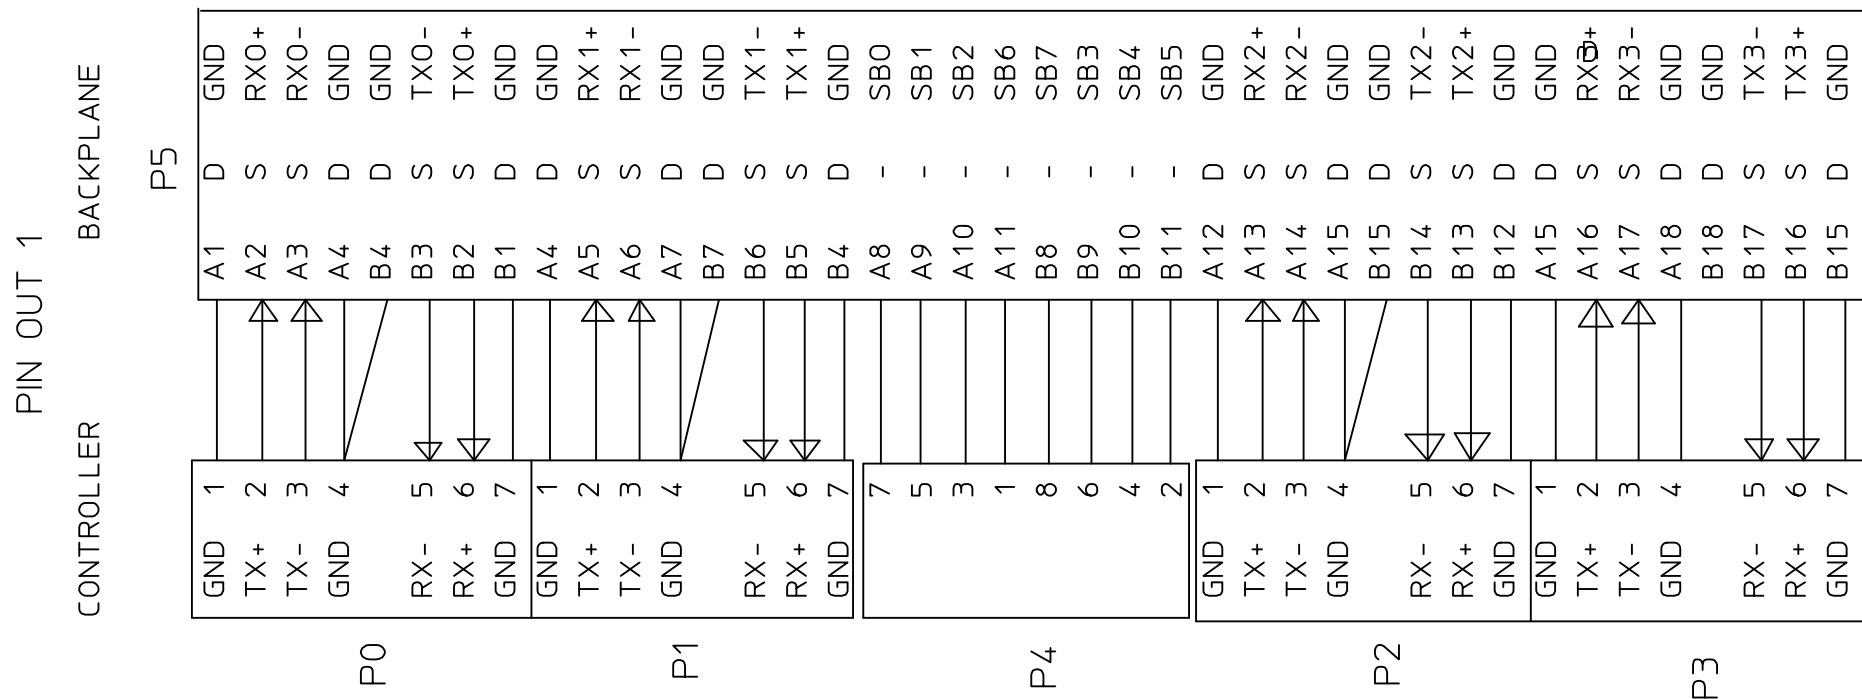 PIN OUT 1
BACKPLANE
CONTROLLER
P5
GND RX0+ RX0- GND GND TX0- TX0+ GND GND RX1+ RX1- GND GND TX1- TX1+ GND SB0 SB1 SB2 SB6 SB7 SB3 SB4 SB5 GND RX2+ RX2- GND GND TX2- TX2+ GND GND RX3+ RX3- GND GND TX3- TX3+ GND
D S S D D S S D D S S D D S S D - - - - - - - - D S S D D S S D D S S D D S S D
A1 A2 A3 A4 B4 B3 B2 B1 A4 A5 A6 A7 B7 B6 B5 B4 A8 A9 A10 A11 B8 B9 B10 B11 A12 A13 A14 A15 B15 B14 B13 B12 A15 A16 A17 A18 B18 B17 B16 B15
1 2 3 4 5 6 7 1 2 3 4 5 6 7 7 5 3 1 8 6 4 2 1 2 3 4 5 6 7 1 2 3 4 5 6 7
GND TX+ TX- GND RX- RX+ GND GND TX+ TX- GND RX- RX+ GND GND TX+ TX- GND RX- RX+ GND GND TX+ TX- GND RX- RX+ GND
P0 P1 P4 P2 P3